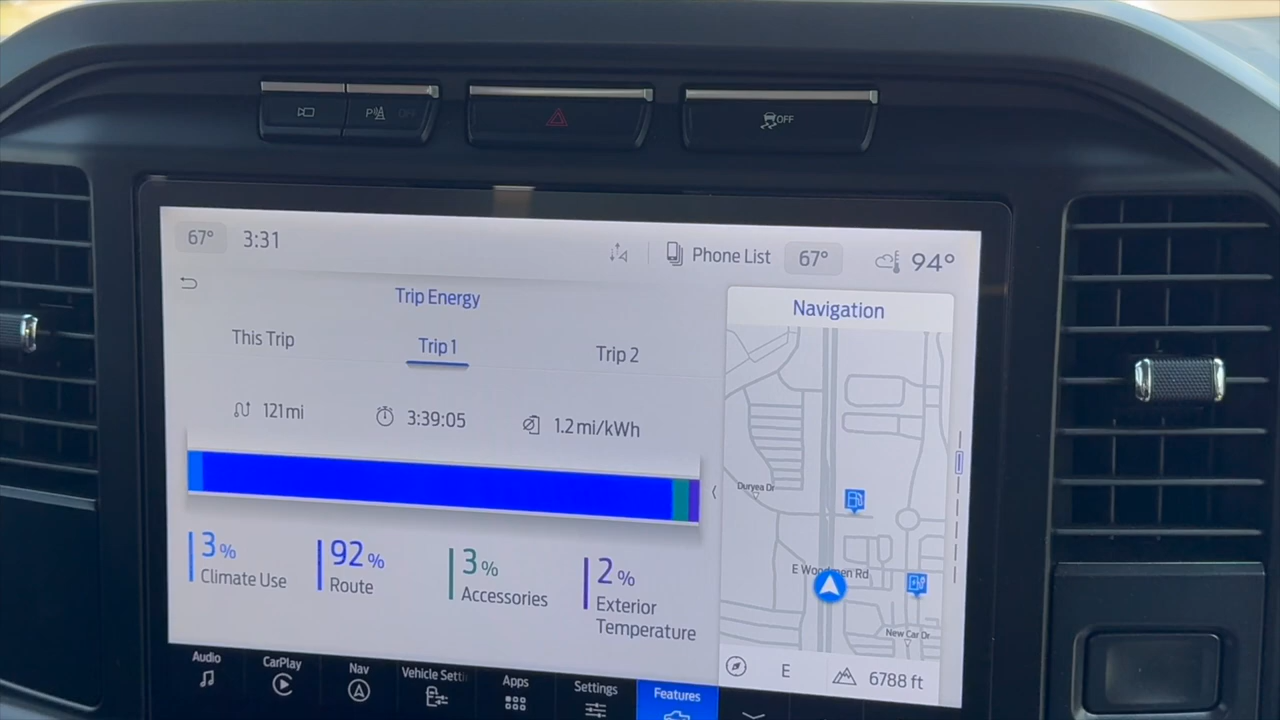 OFF
67°
3:31
Phone List
67°
94°
Trip Energy
Navigation
This Trip
Trip 1
Trip 2
121 mi
3:39:05
1.2 mi/kWh
3%
Climate Use
92%
Route
3%
Accessories
2%
Exterior
Temperature
Duryea Dr
E Woodmen Rd
New Car Dr
E
6788 ft
Audio
CarPlay
Nav
Vehicle Setti
Apps
Settings
Features